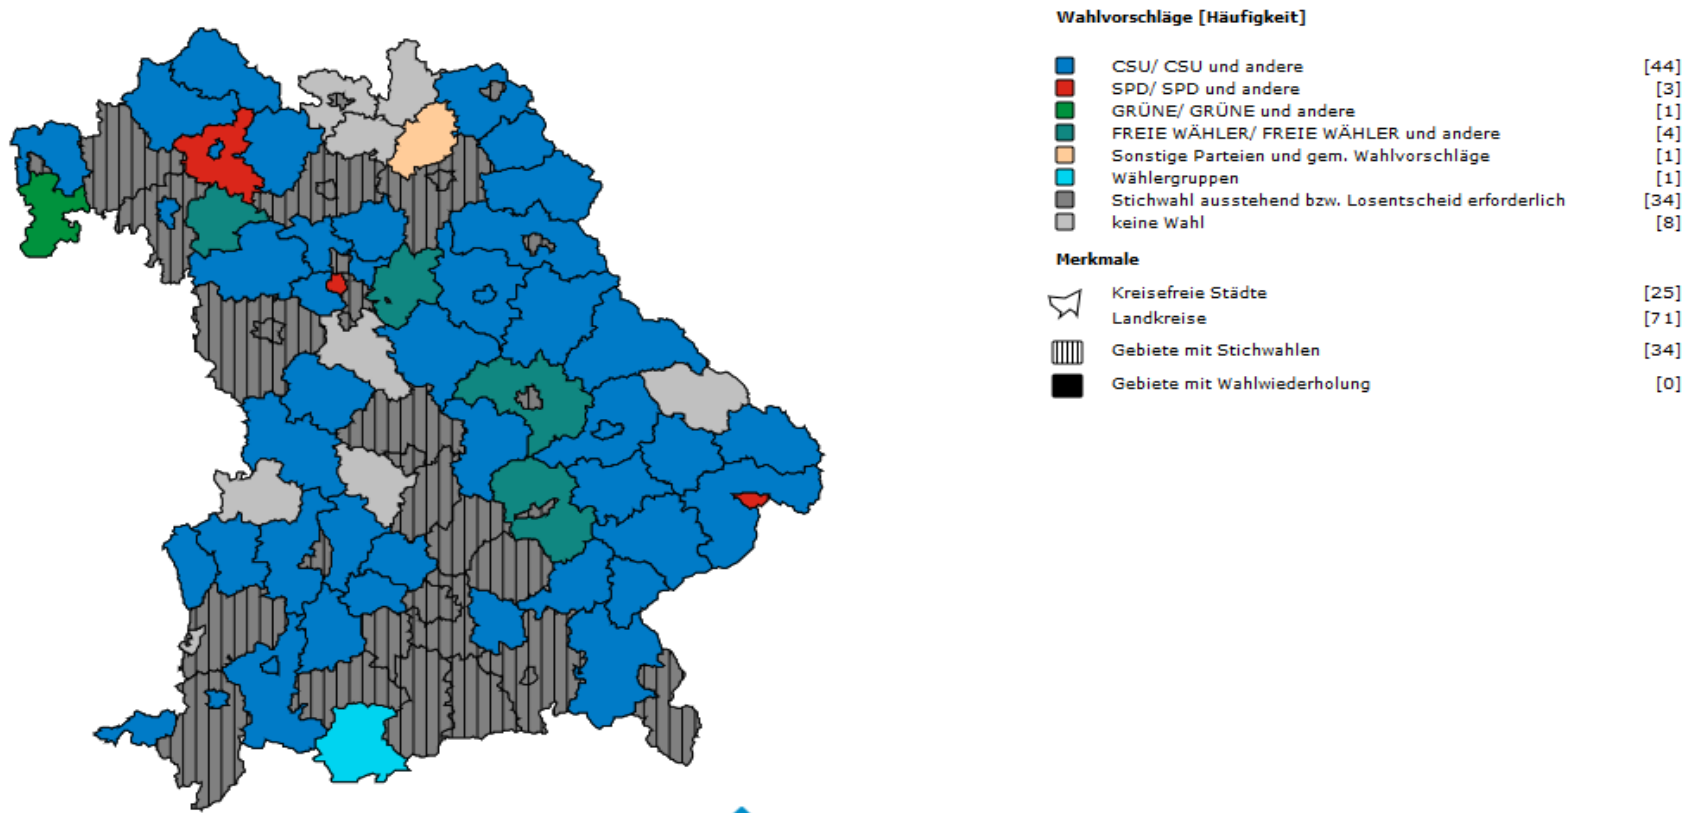 Wahlvorschläge [Häufigkeit]
CSU/ CSU und andere [44]
SPD/ SPD und andere [3]
GRÜNE/ GRÜNE und andere [1]
FREIE WÄHLER/ FREIE WÄHLER und andere [4]
Sonstige Parteien und gem. Wahlvorschläge [1]
Wählergruppen [1]
Stichwahl ausstehend bzw. Losentscheid erforderlich [34]
keine Wahl [8]
Merkmale
Kreisefreie Städte [25]
Landkreise [71]
Gebiete mit Stichwahlen [34]
Gebiete mit Wahlwiederholung [0]